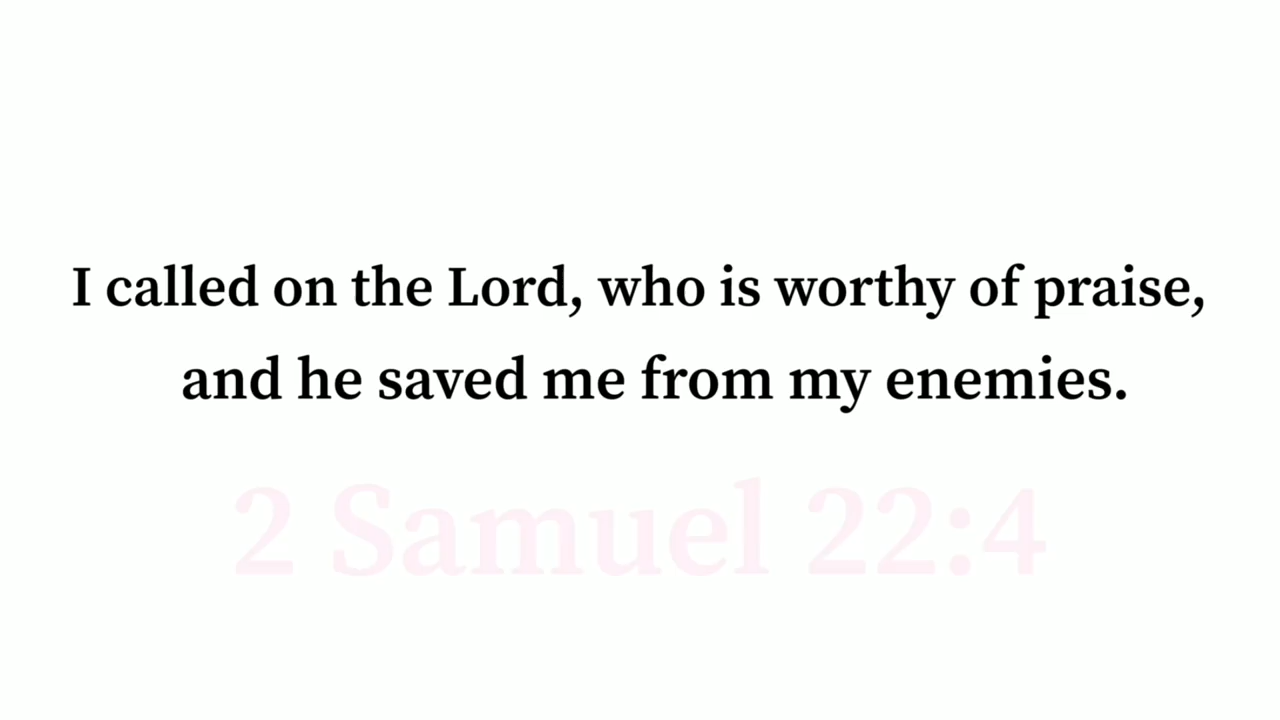 I called on the Lord, who is worthy of praise,
and he saved me from my enemies.
2 Samuel 22:4